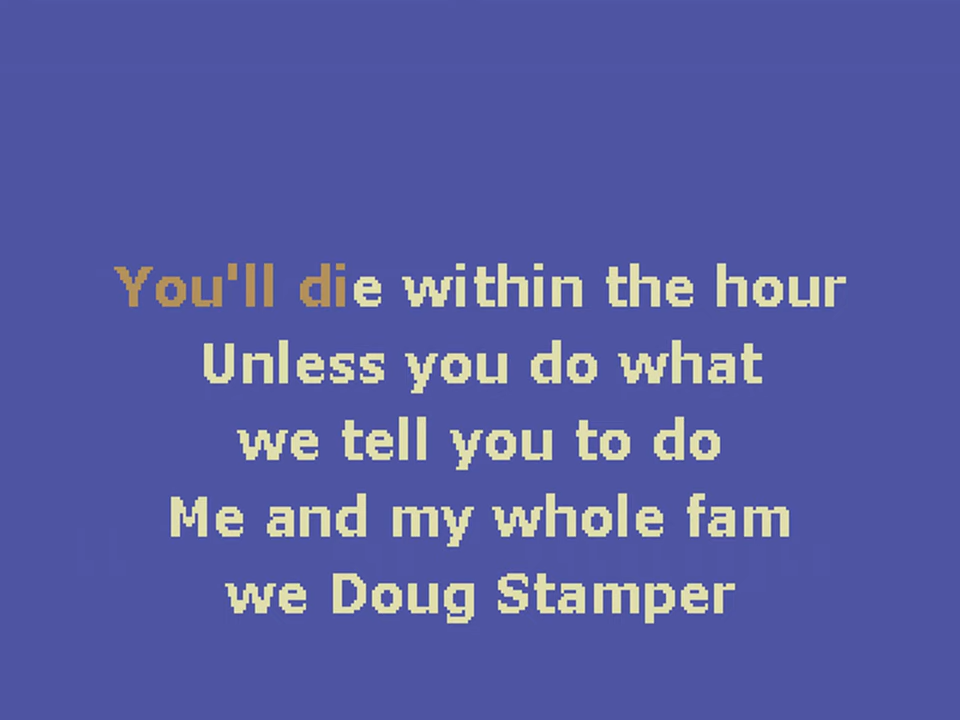 You'll die within the hour
Unless you do what
we tell you to do
Me and my whole fam
we Doug Stamper